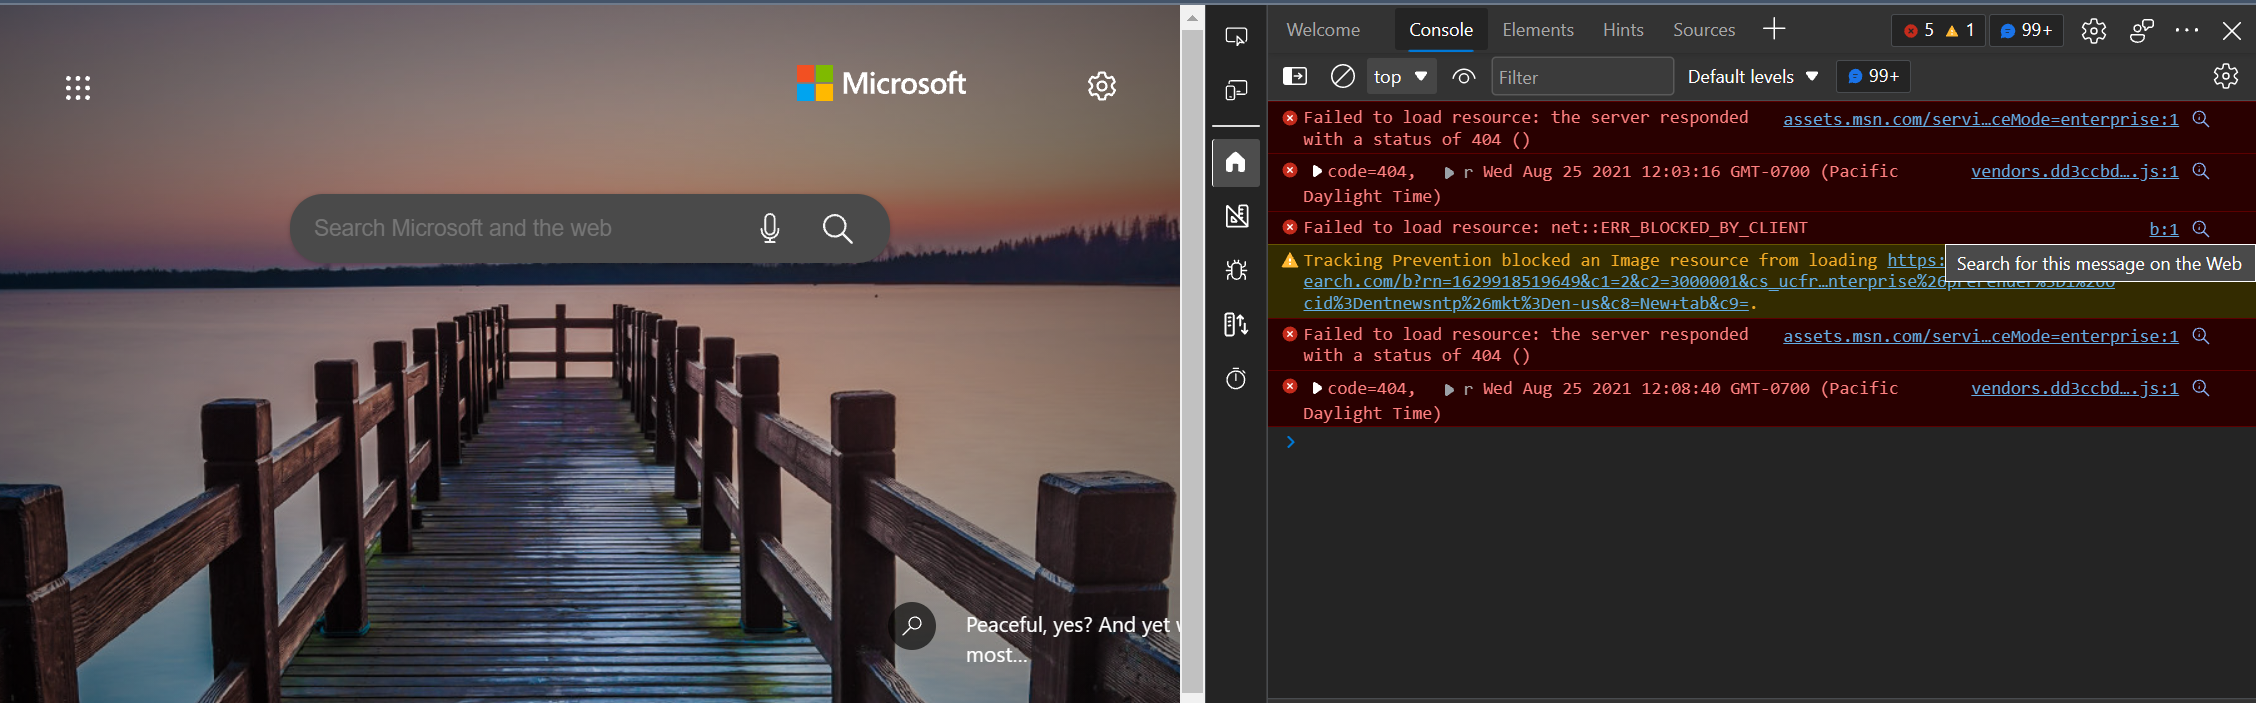 Microsoft
Search Microsoft and the web
Peaceful, yes? And yet
most...
Welcome Console Elements Hints Sources 5 1 99+
top Filter Default levels 99+
Failed to load resource: the server responded assets.msn.com/servi…ceMode=enterprise:1
with a status of 404 ()
code=404, r Wed Aug 25 2021 12:03:16 GMT-0700 (Pacific vendors.dd3ccbd….js:1
Daylight Time)
Failed to load resource: net::ERR_BLOCKED_BY_CLIENT b:1
Tracking Prevention blocked an Image resource from loading https:
Search for this message on the Web
earch.com/b?rn=1629918519649&c1=2&c2=3000001&cs_ucfr…nterprise%26prerender%3D1%26o
cid%3Dentnewsntp%26mkt%3Den-us&c8=New+tab&c9=.
Failed to load resource: the server responded assets.msn.com/servi…ceMode=enterprise:1
with a status of 404 ()
code=404, r Wed Aug 25 2021 12:08:40 GMT-0700 (Pacific vendors.dd3ccbd….js:1
Daylight Time)